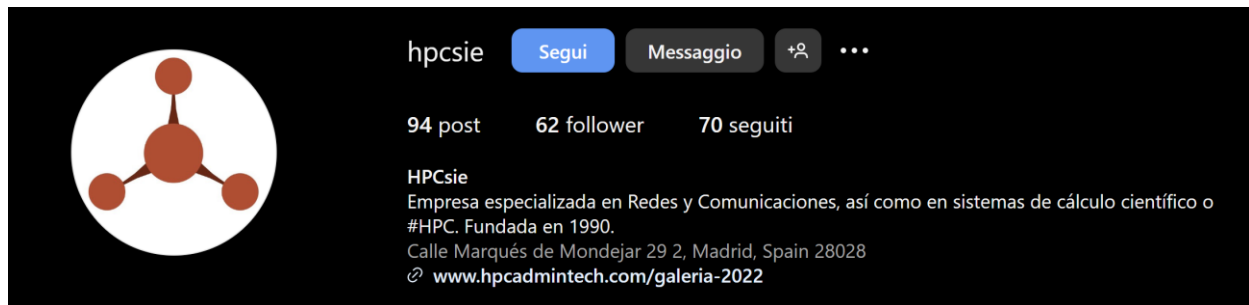 hpcsie Segui Messaggio
94 post 62 follower 70 seguiti
HPCsie
Empresa especializada en Redes y Comunicaciones, así como en sistemas de cálculo científico o
#HPC. Fundada en 1990.
Calle Marqués de Mondejar 29 2, Madrid, Spain 28028
www.hpcadmintech.com/galeria-2022